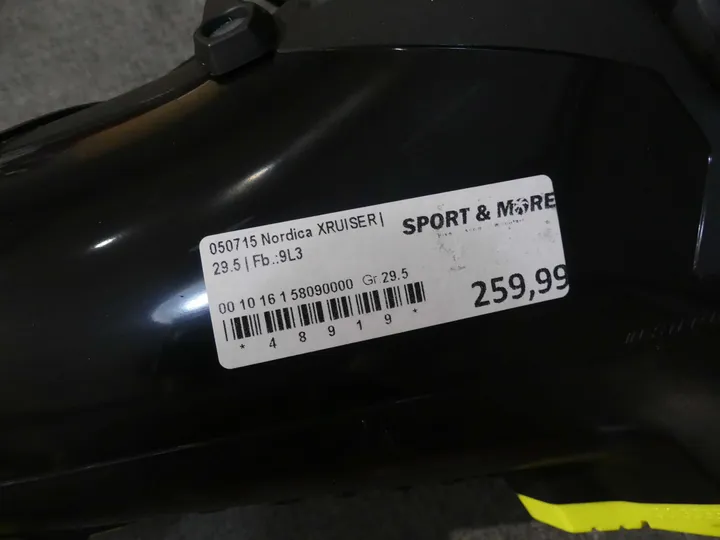 050715 Nordica XRUISER|
29.5 | Fb.:9L3
SPORT & MORE
00 10 16 1 58090000 Gr.29.5
* 4 8 9 1 9 *
259,99